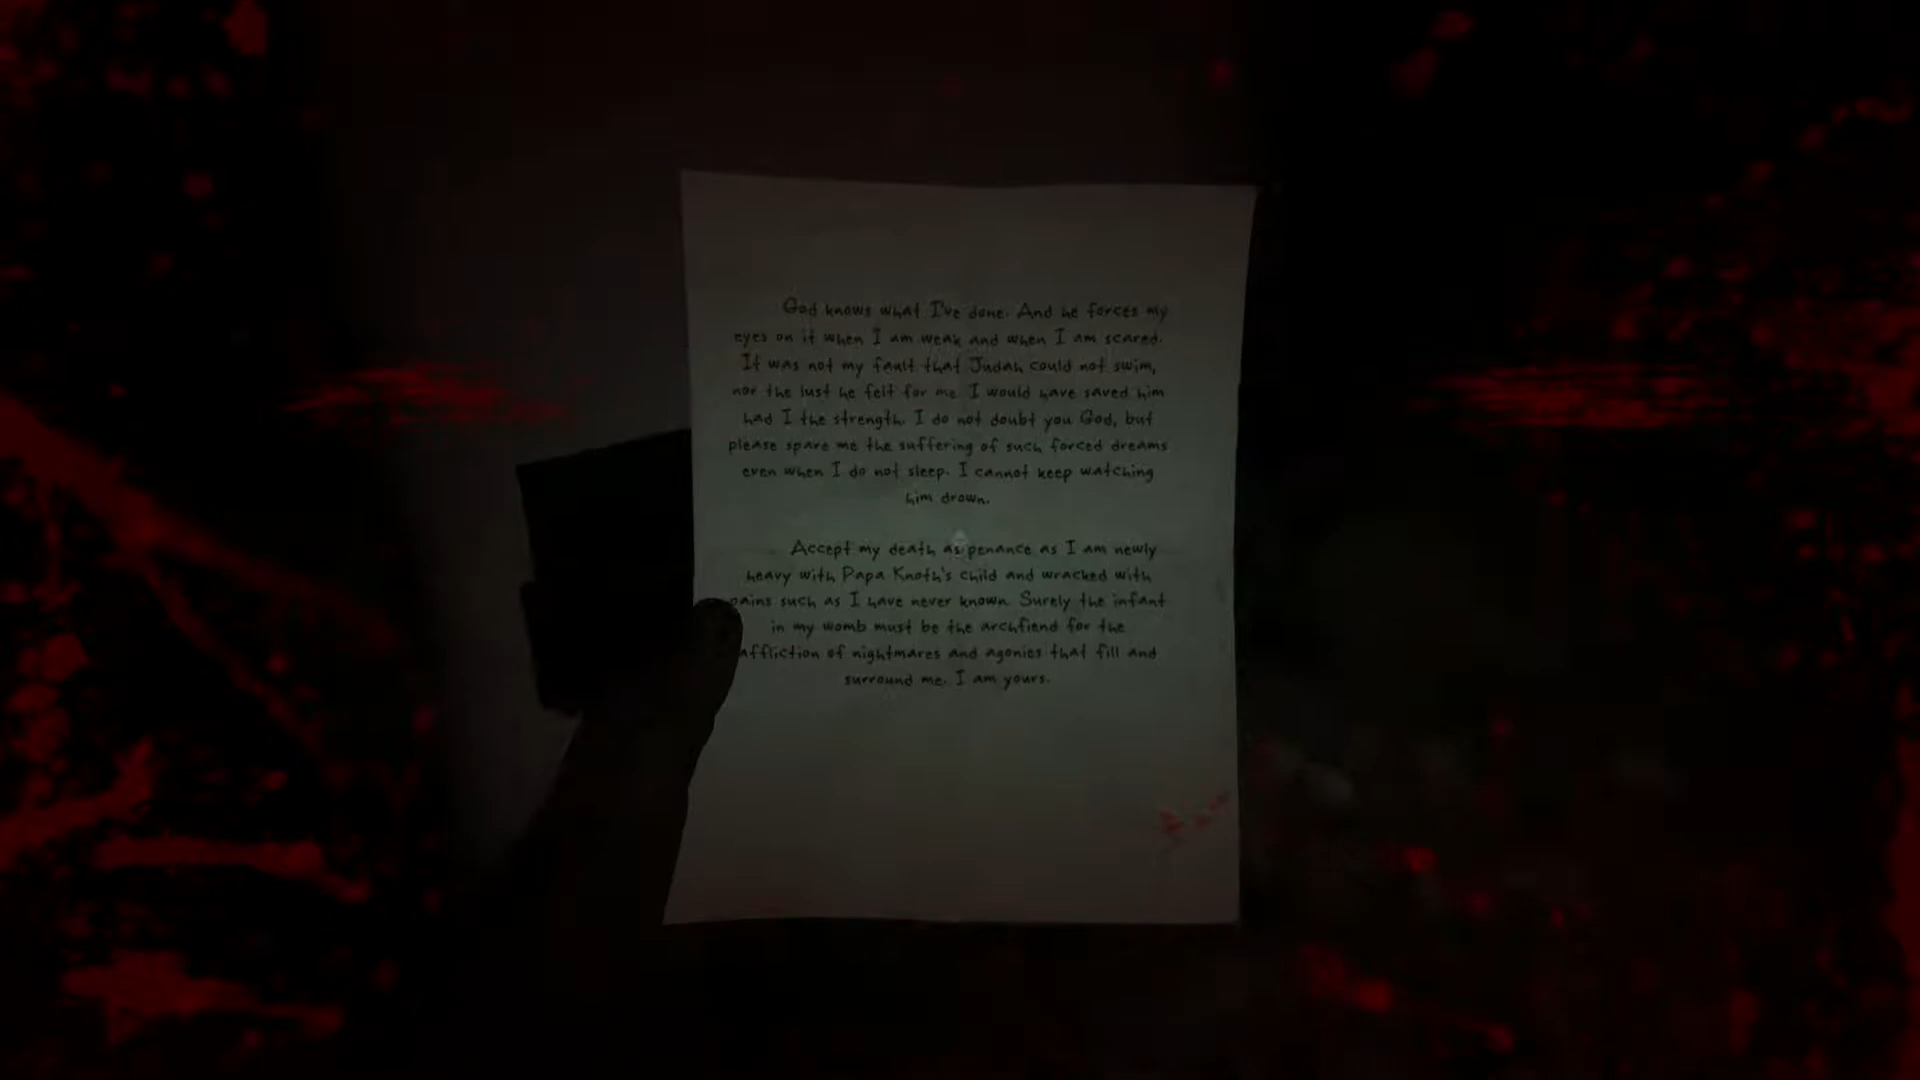 God knows what I've done. And he forces my
eyes on it when I am weak and when I am scared.
It was not my fault that Judah could not swim,
nor the lust he felt for me. I would have saved him
had I the strength. I do not doubt you God, but
please spare me the suffering of such forced dreams
even when I do not sleep. I cannot keep watching
him drown.
Accept my death as penance as I am newly
heavy with Papa Knoth's child and wracked with
pains such as I have never known. Surely the infant
in my womb must be the archfiend for the
affliction of nightmares and agonies that fill and
surround me. I am yours.